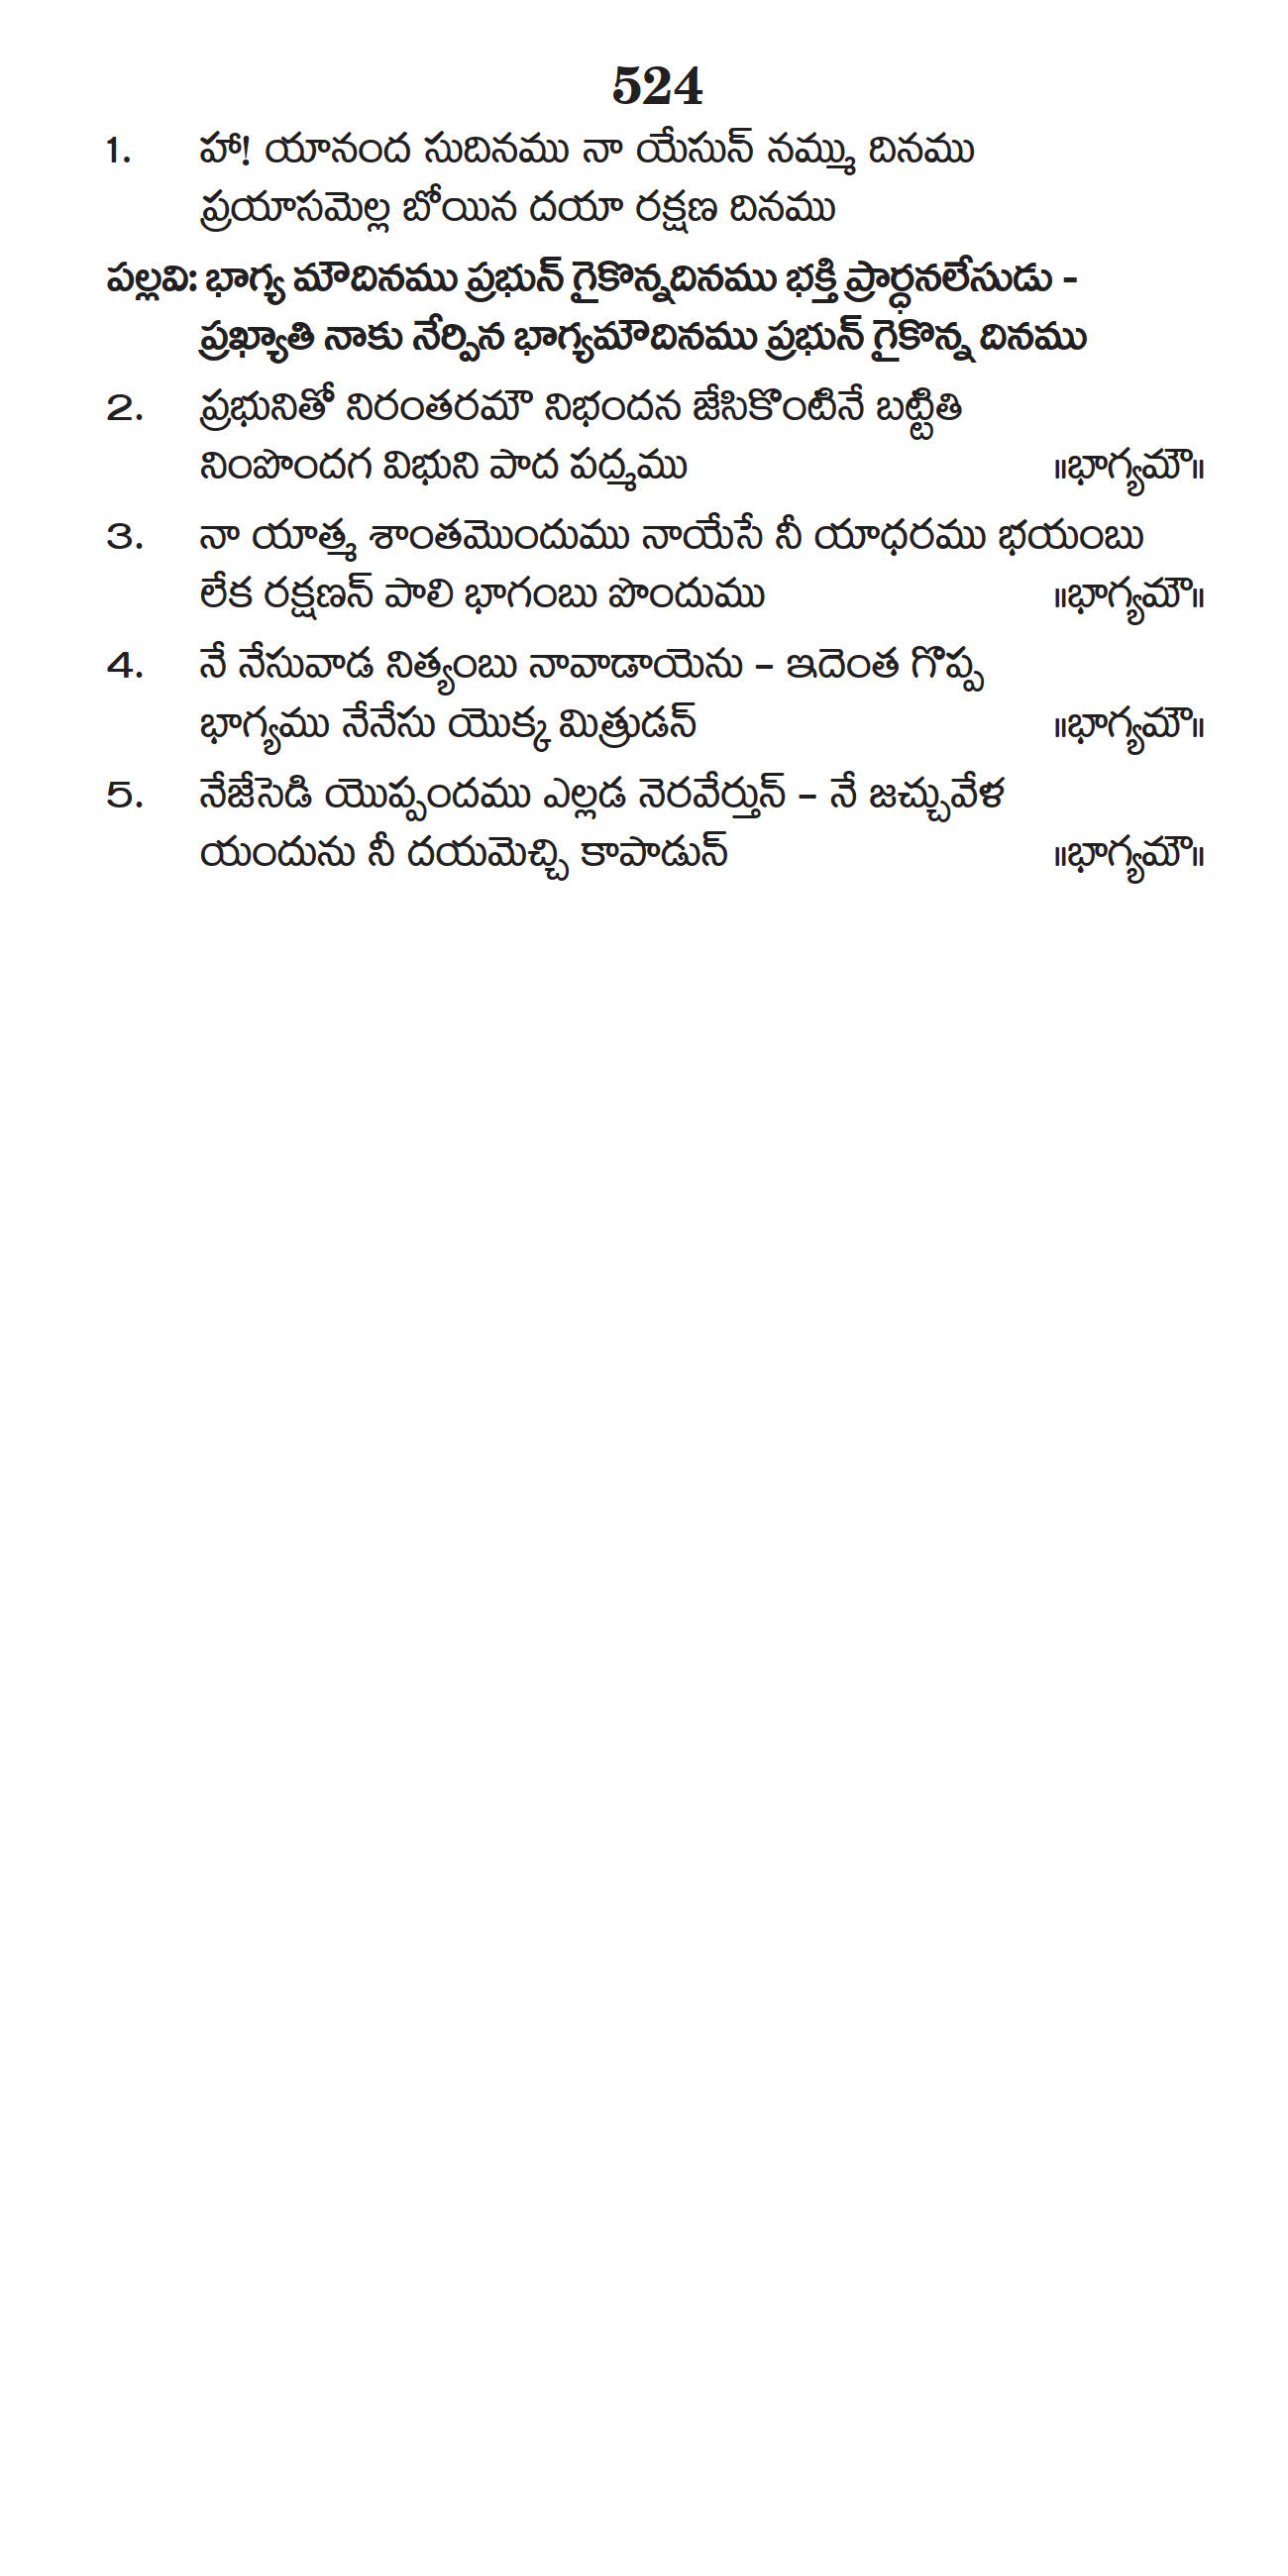 524
1. హా! యానంద సుదినము నా యేసున్ నమ్ము దినము
ప్రయాసమెల్ల బోయిన దయా రక్షణ దినము
పల్లవి: భాగ్య మౌదినము ప్రభున్ గైకొన్నదినము భక్తి ప్రార్ధనలేసుడు -
ప్రఖ్యాతి నాకు నేర్పిన భాగ్యమౌదినము ప్రభున్ గైకొన్న దినము
2. ప్రభునితో నిరంతరమౌ నిభందన జేసికొంటినే బట్టితి
నింపొందగ విభుని పాద పద్మము ॥భాగ్యమౌ॥
3. నా యాత్మ శాంతమొందుము నాయేసే నీ యాధరము భయంబు
లేక రక్షణన్ పాలి భాగంబు పొందుము ॥భాగ్యమౌ॥
4. నే నేసువాడ నిత్యంబు నావాడాయెను – ఇదెంత గొప్ప
భాగ్యము నేనేసు యొక్క మిత్రుడన్ ॥భాగ్యమౌ॥
5. నేజేసెడి యొప్పందము ఎల్లడ నెరవేర్తున్ – నే జచ్చువేళ
యందును నీ దయమెచ్చి కాపాడున్ ॥భాగ్యమౌ॥